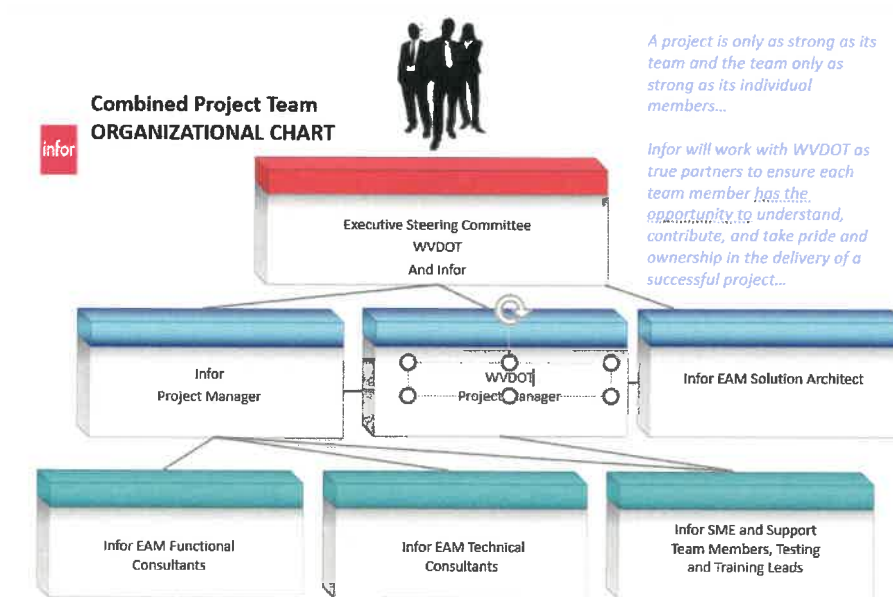 A project is only as strong as its
team and the team only as
strong as its individual
members...
Combined Project Team
ORGANIZATIONAL CHART
infor
Infor will work with WVDOT as
true partners to ensure each
team member has the
opportunity to understand,
contribute, and take pride and
ownership in the delivery of a
successful project...
Executive Steering Committee
WVDOT
And Infor
Infor
Project Manager
WVDOT
Project Manager
Infor EAM Solution Architect
Infor EAM Functional
Consultants
Infor EAM Technical
Consultants
Infor SME and Support
Team Members, Testing
and Training Leads